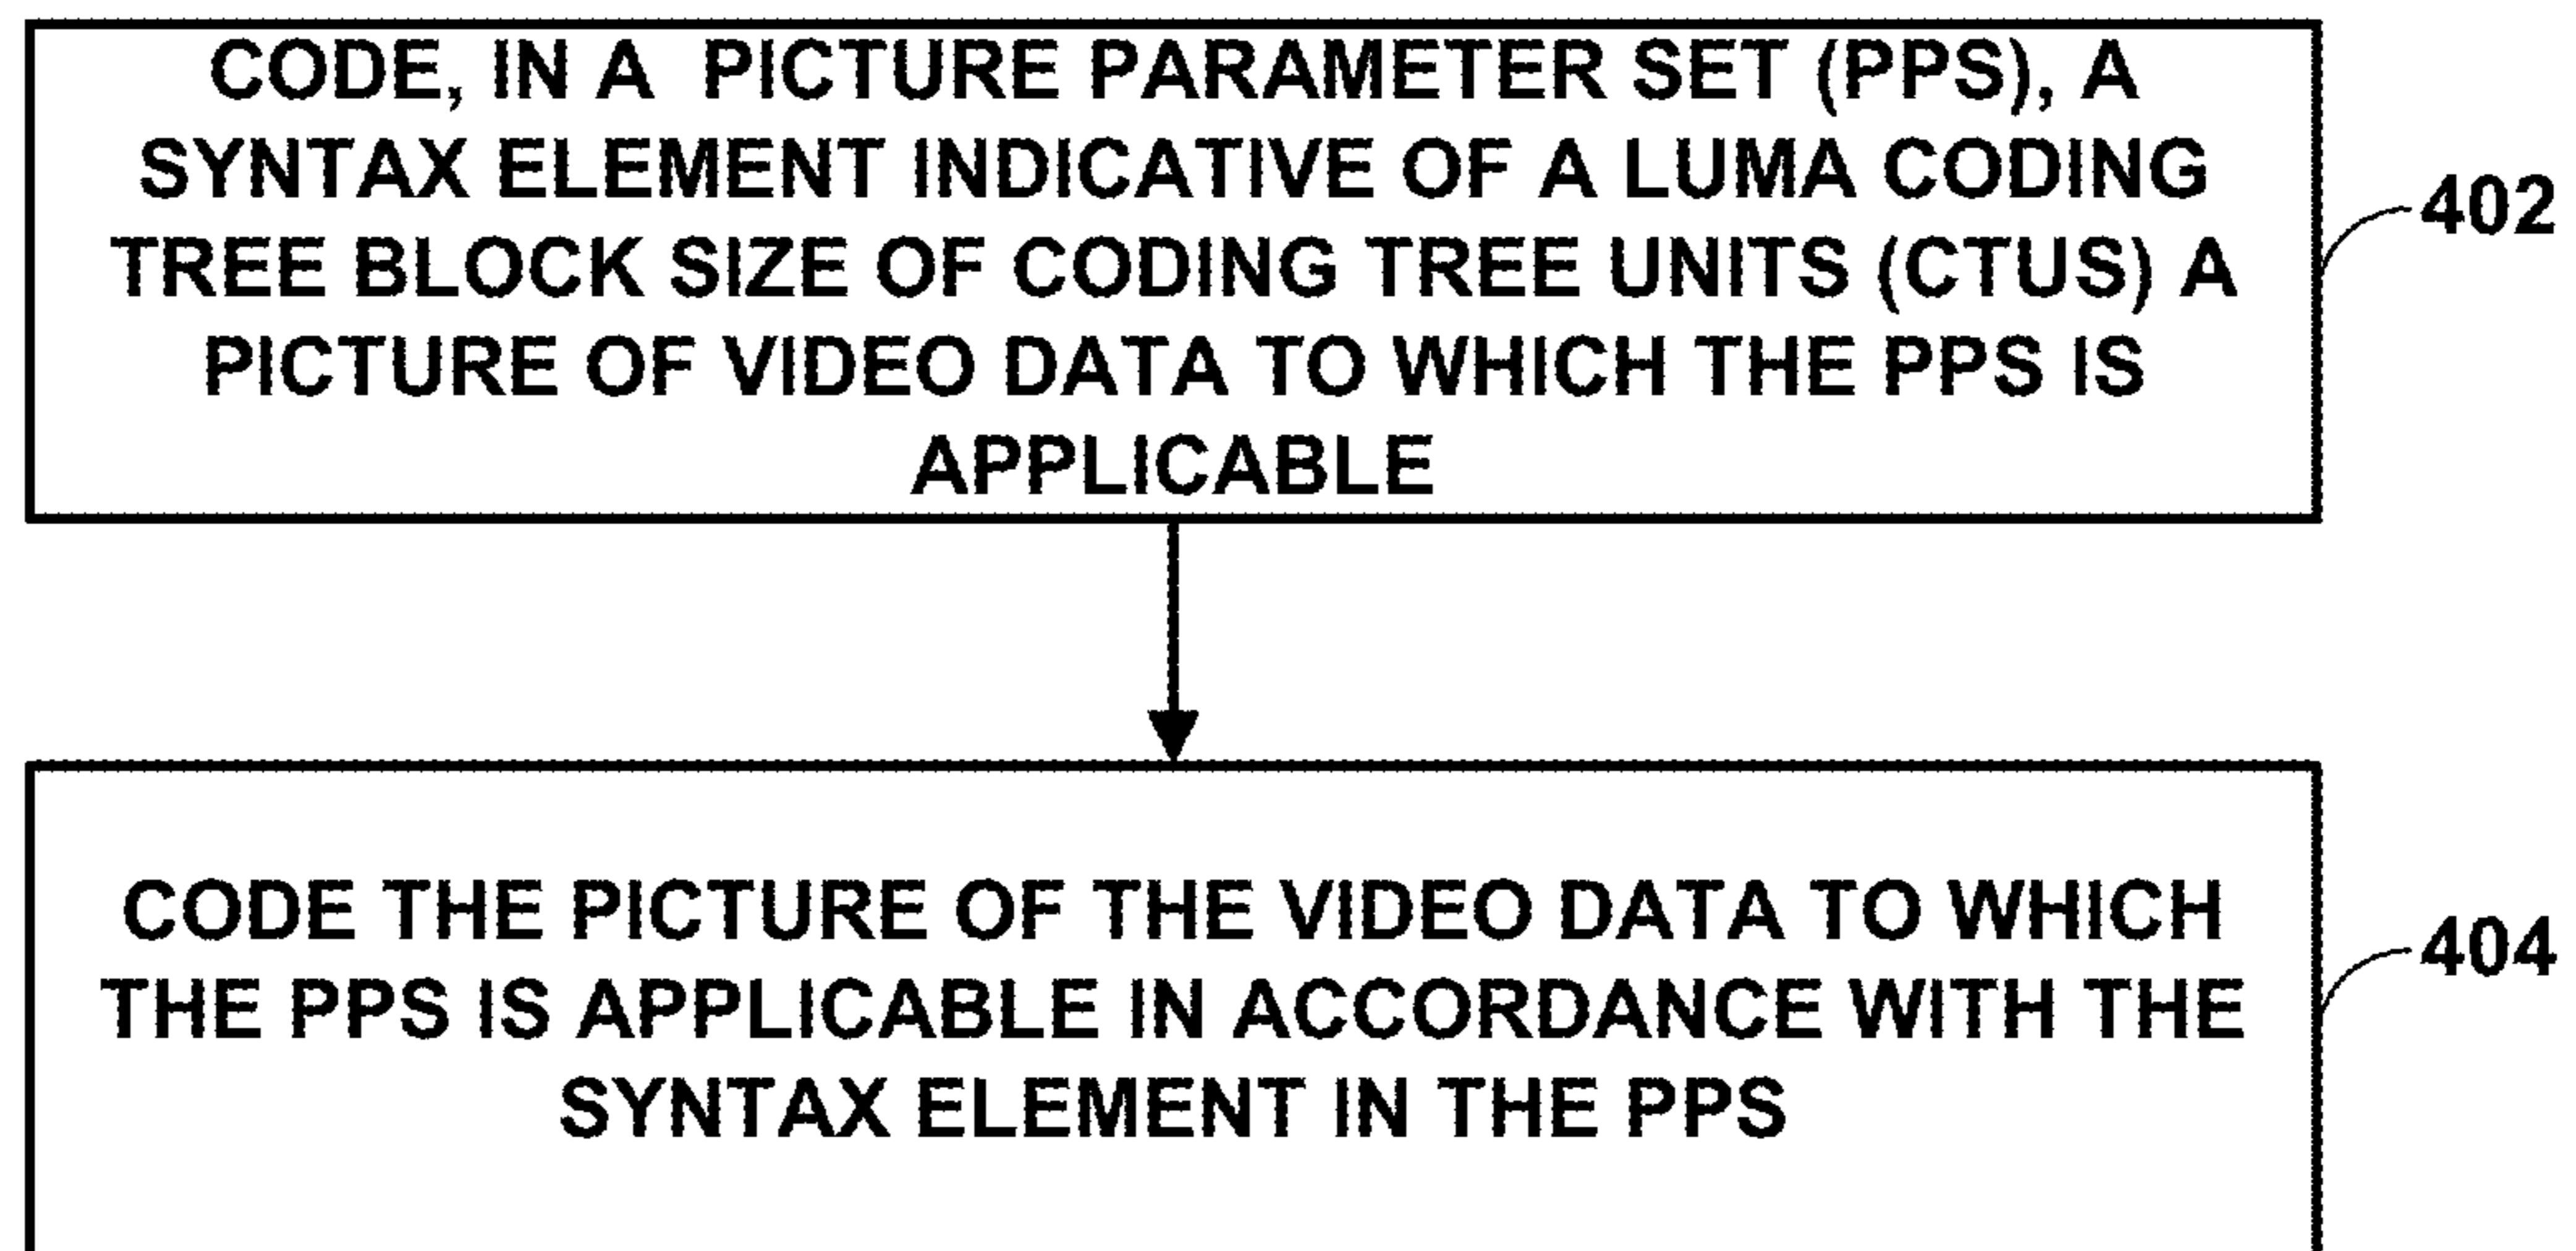 CODE, IN A PICTURE PARAMETER SET (PPS), A
SYNTAX ELEMENT INDICATIVE OF A LUMA CODING
TREE BLOCK SIZE OF CODING TREE UNITS (CTUS) A
PICTURE OF VIDEO DATA TO WHICH THE PPS IS
APPLICABLE
402
CODE THE PICTURE OF THE VIDEO DATA TO WHICH
THE PPS IS APPLICABLE IN ACCORDANCE WITH THE
SYNTAX ELEMENT IN THE PPS
404